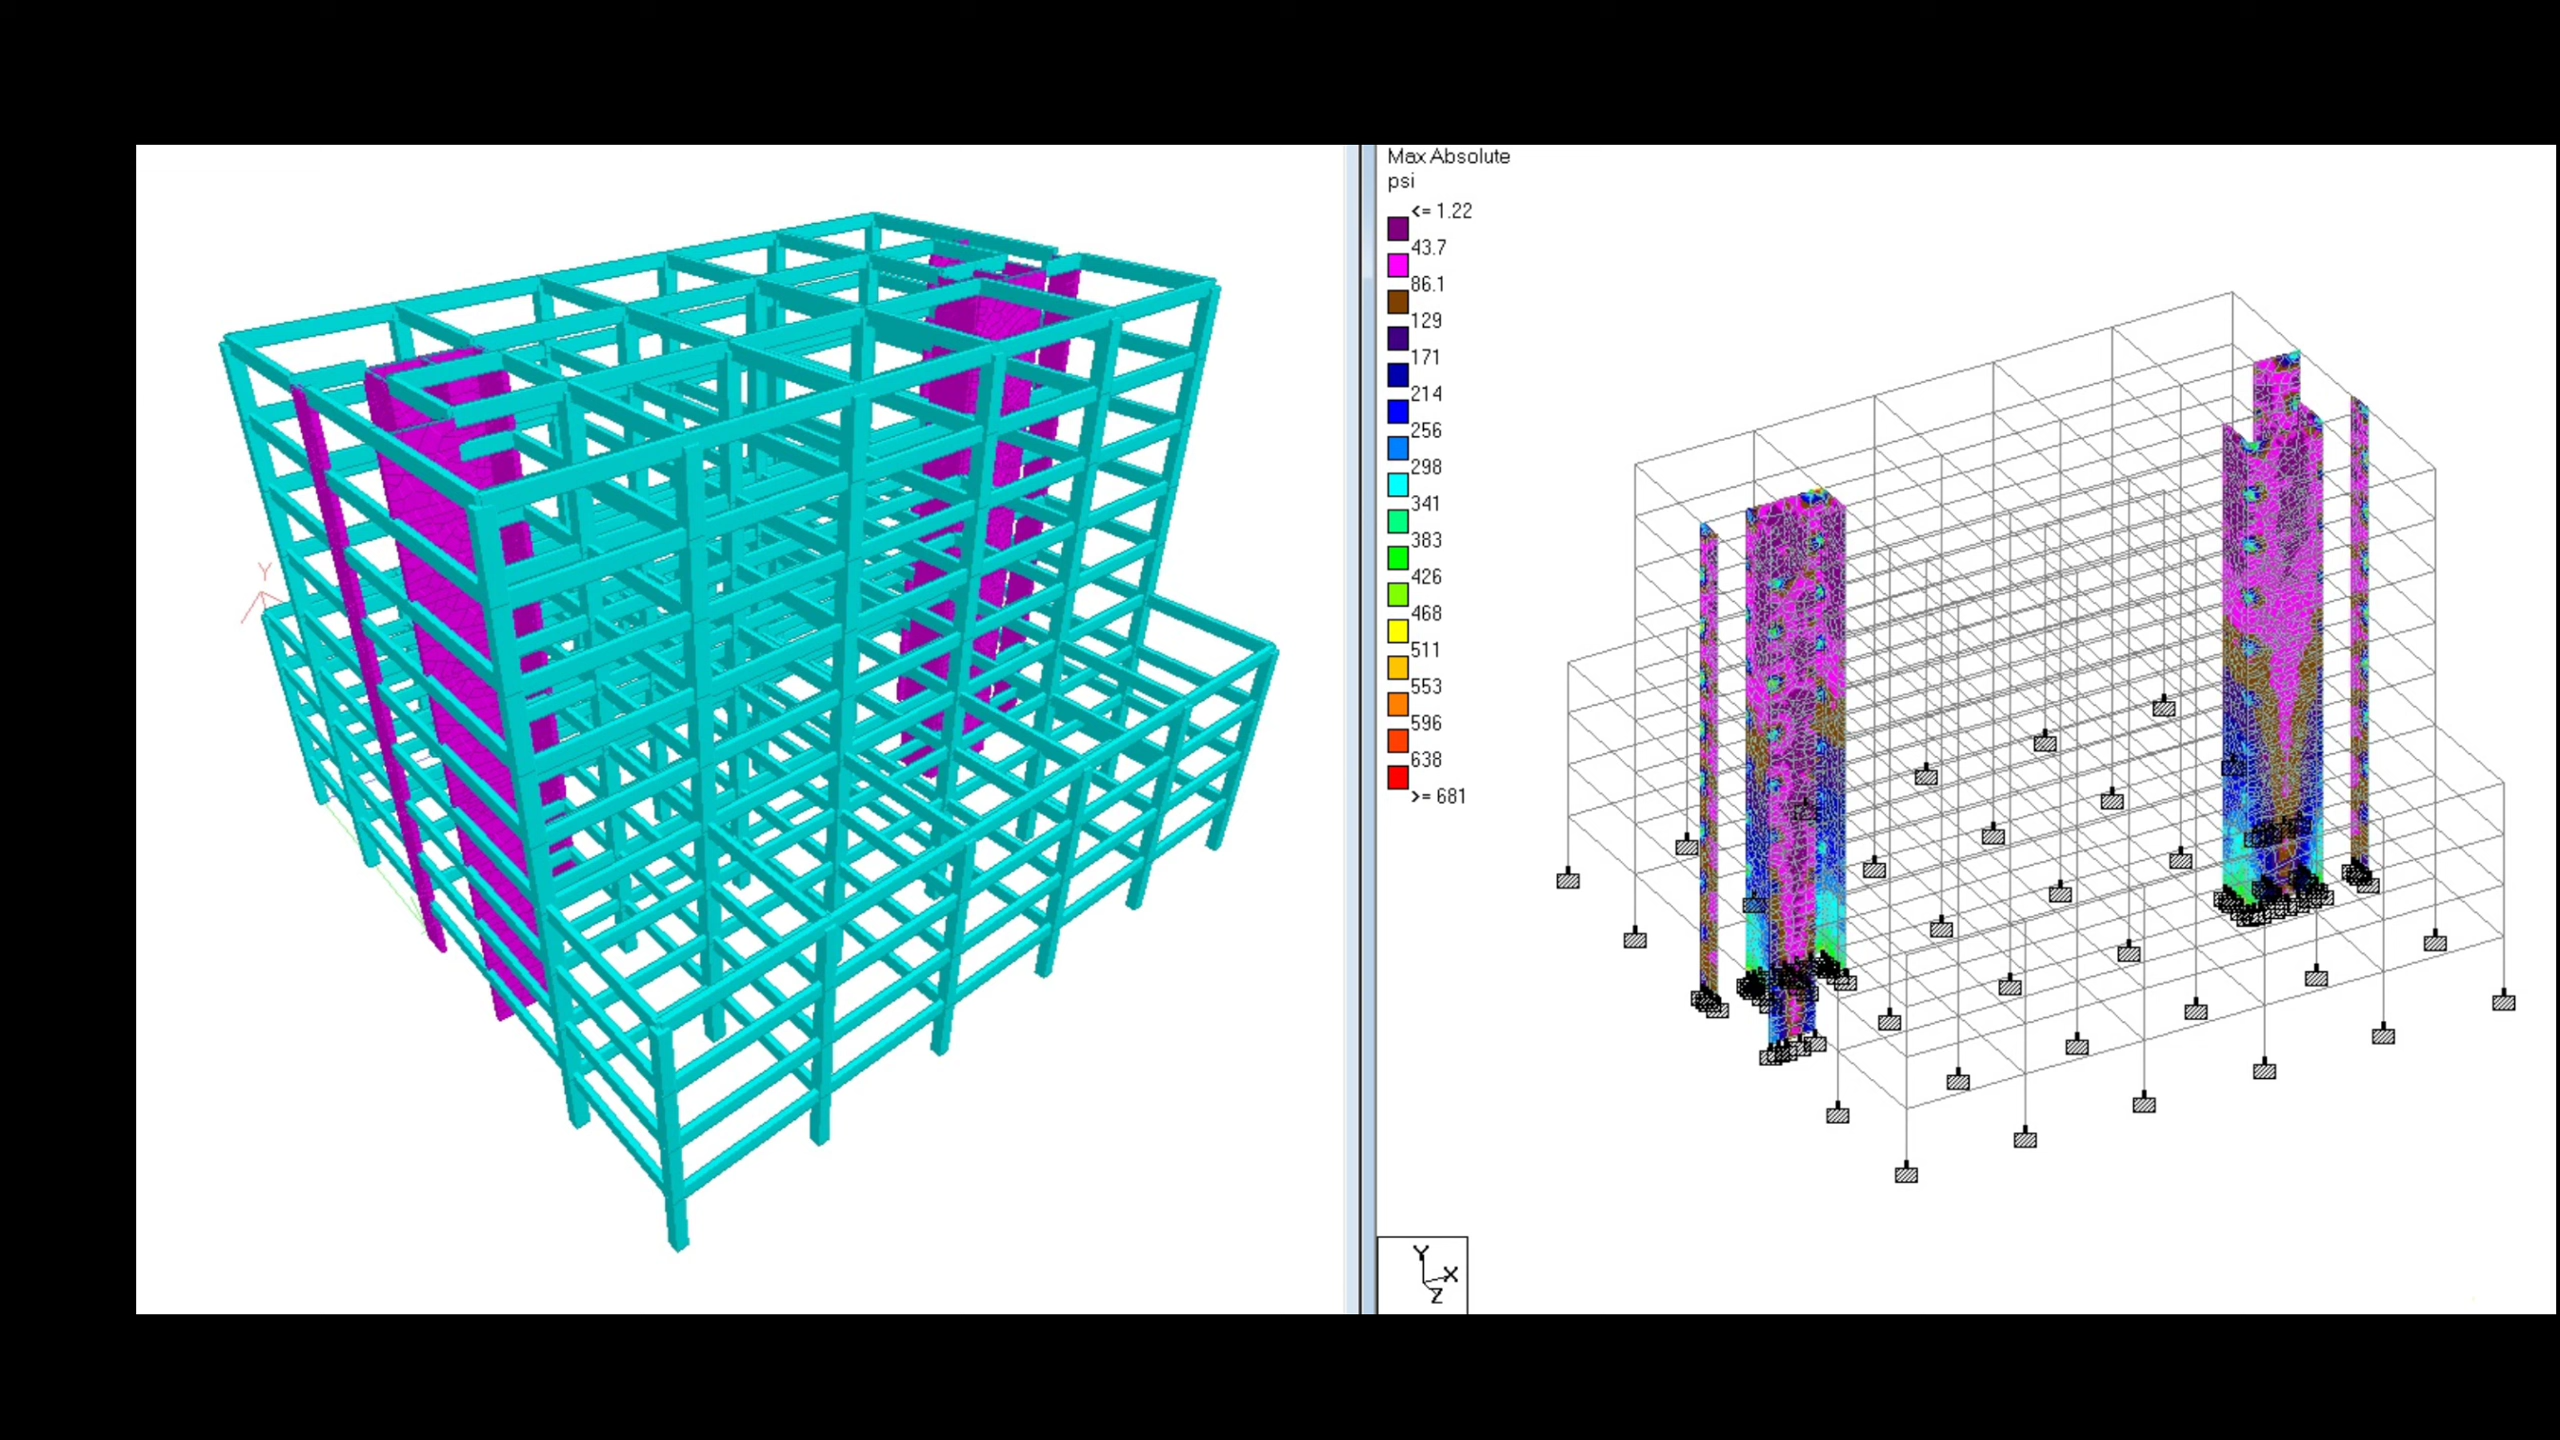 Max Absolute
psi
<= 1.22
43.7
86.1
129
171
214
256
298
341
383
426
468
511
553
596
638
>= 681
Y
Y
X
Z